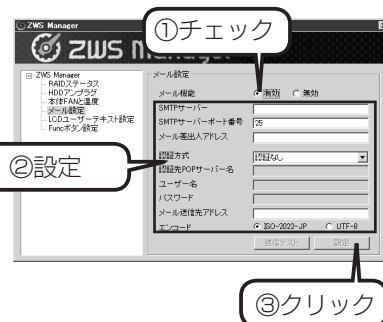 ZWS Manager
①チェック
ZWS Manager
ZWS Manager
RAIDステータス
HDDアンプラグ
本体FANと温度
メール設定
LCDユーザーテキスト設定
Funcボタン設定
メール設定
メール機能 有効 無効
SMTPサーバー
SMTPサーバーポート番号 25
メール差出人アドレス
②設定
認証方式 認証なし
認証先POPサーバー名
ユーザー名
パスワード
メール送信先アドレス
エンコード ISO-2022-JP UTF-8
送信テスト 設定
③クリック